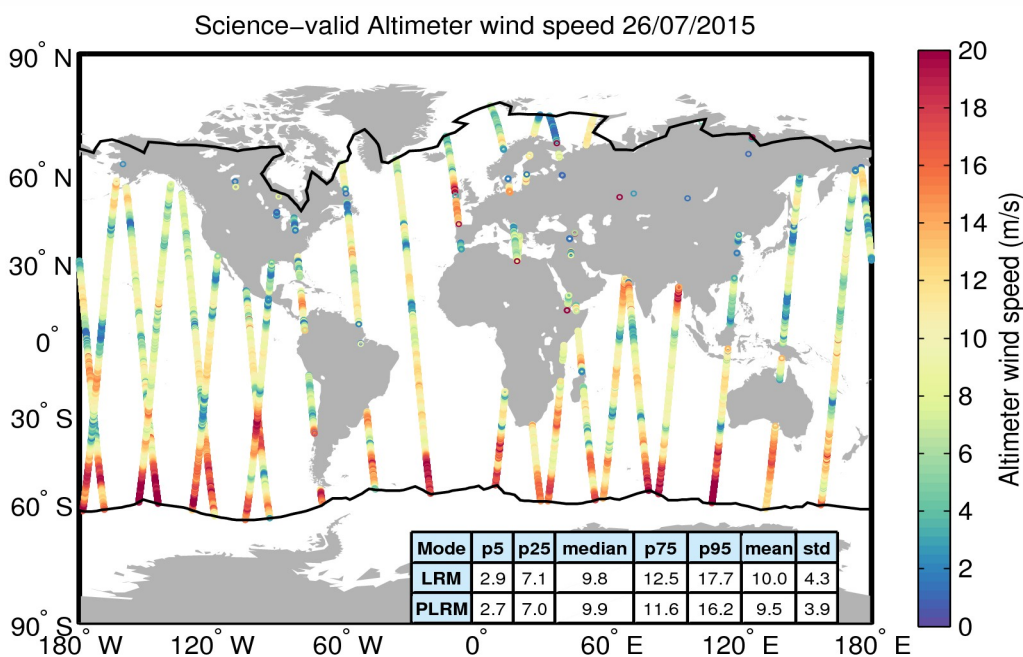 Science−valid Altimeter wind speed 26/07/2015
90° N
60° N
30° N
0°
30° S
60° S
90° S
180° W
120° W
60° W
0°
60° E
120° E
180° E
Mode p5 p25 median p75 p95 mean std
LRM 2.9 7.1 9.8 12.5 17.7 10.0 4.3
PLRM 2.7 7.0 9.9 11.6 16.2 9.5 3.9
20
18
16
14
12
10
8
6
4
2
0
Altimeter wind speed (m/s)